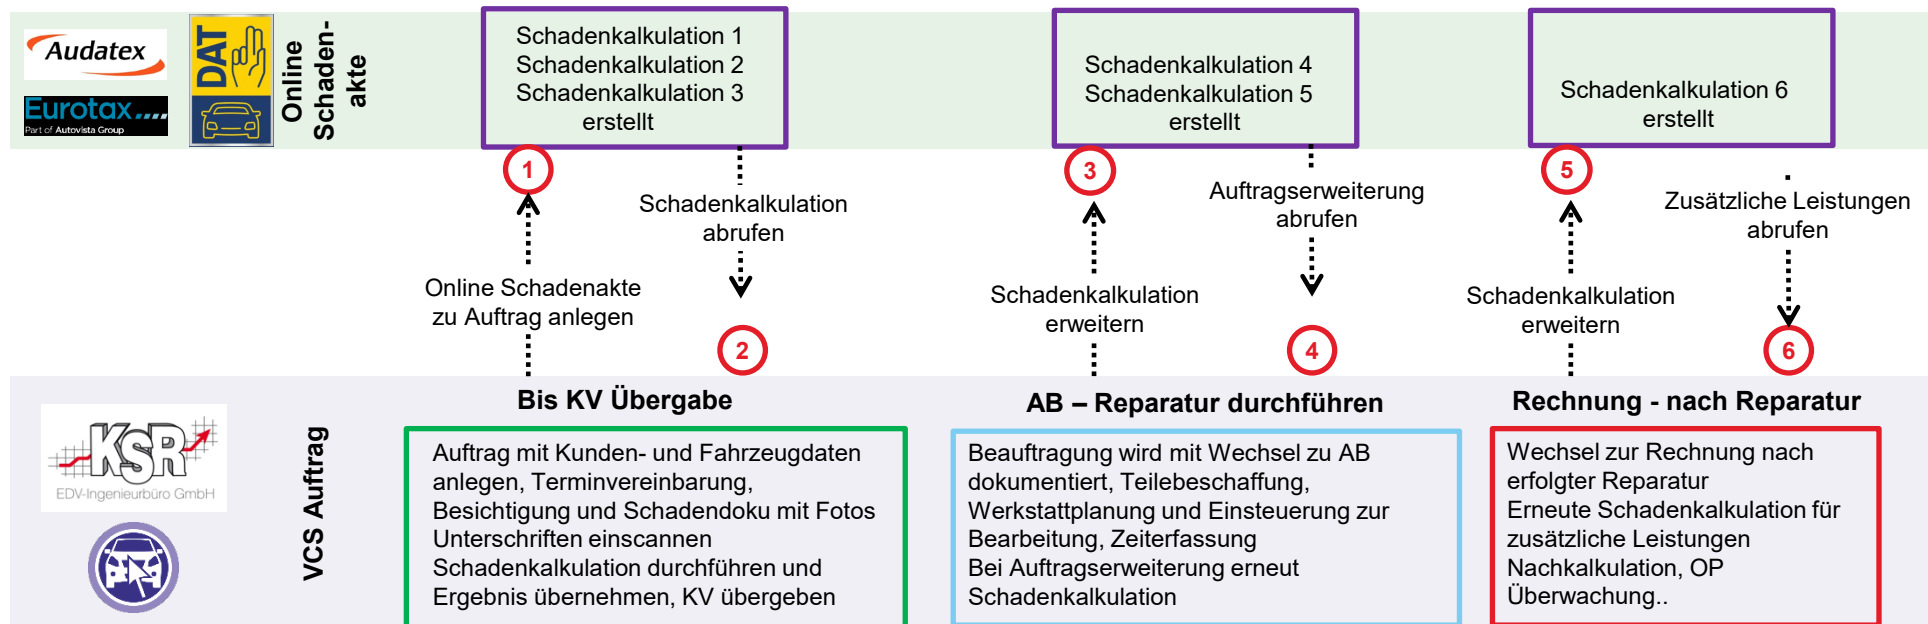 Audatex
Eurotax....
Part of Autovista Group
DAT
Online
Schaden-
akte
Schadenkalkulation 1
Schadenkalkulation 2
Schadenkalkulation 3
erstellt
Schadenkalkulation 4
Schadenkalkulation 5
erstellt
Schadenkalkulation 6
erstellt
1
Schadenkalkulation
abrufen
Online Schadenakte
zu Auftrag anlegen
2
3
Auftragserweiterung
abrufen
Schadenkalkulation
erweitern
4
5
Zusätzliche Leistungen
abrufen
Schadenkalkulation
erweitern
6
KSR
EDV-Ingenieurbüro GmbH
VCS Auftrag
Bis KV Übergabe
Auftrag mit Kunden- und Fahrzeugdaten
anlegen, Terminvereinbarung,
Besichtigung und Schadendoku mit Fotos
Unterschriften einscannen
Schadenkalkulation durchführen und
Ergebnis übernehmen, KV übergeben
AB – Reparatur durchführen
Beauftragung wird mit Wechsel zu AB
dokumentiert, Teilebeschaffung,
Werkstattplanung und Einsteuerung zur
Bearbeitung, Zeiterfassung
Bei Auftragserweiterung erneut
Schadenkalkulation
Rechnung - nach Reparatur
Wechsel zur Rechnung nach
erfolgter Reparatur
Erneute Schadenkalkulation für
zusätzliche Leistungen
Nachkalkulation, OP
Überwachung..